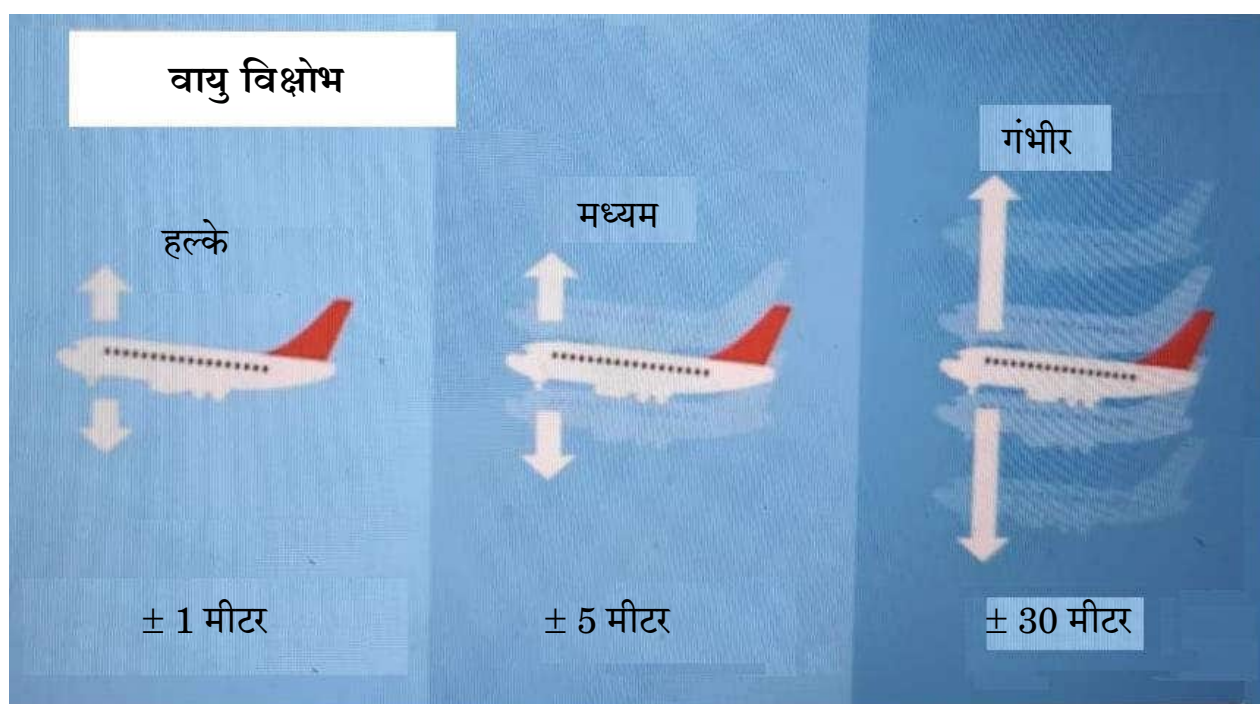 वायु विक्षोभ
हल्के
मध्यम
गंभीर
± 1 मीटर
± 5 मीटर
± 30 मीटर